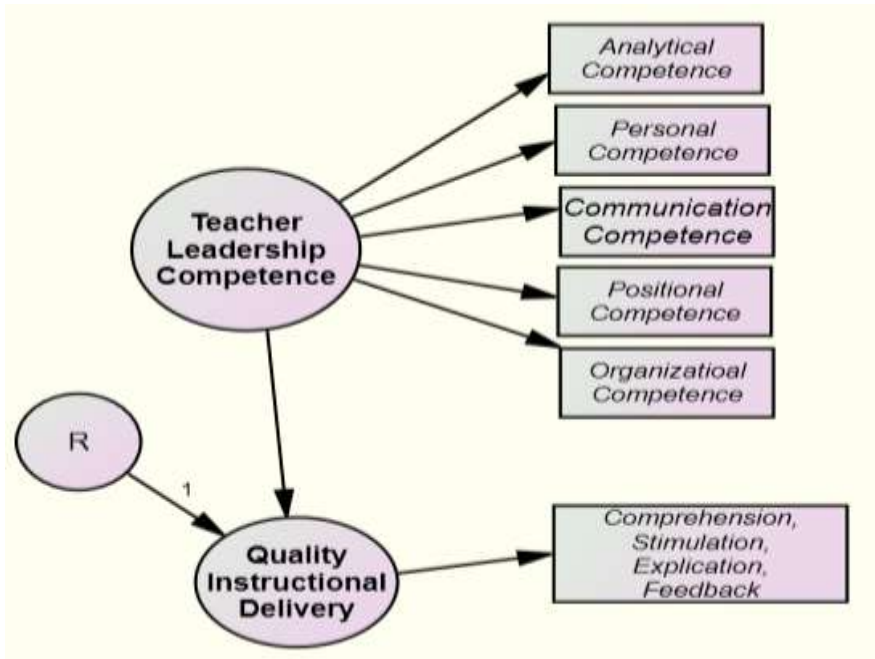 Analytical
Competence
Personal
Competence
Communication
Competence
Teacher
Leadership
Competence
Positional
Competence
Organizatioal
Competence
R
1
Quality
Instructional
Delivery
Comprehension,
Stimulation,
Explication,
Feedback